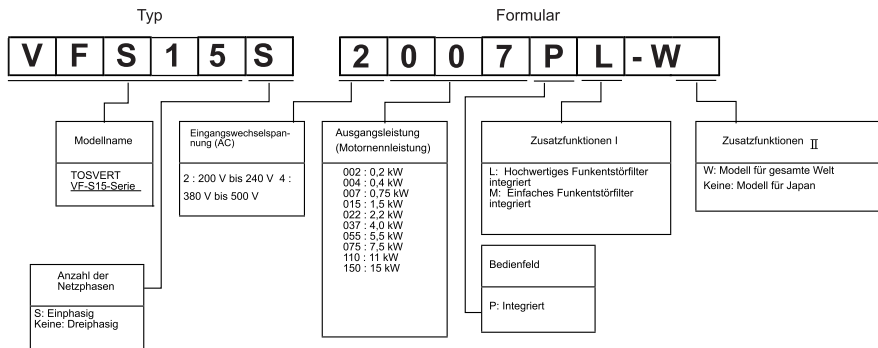 Typ
Formular
V F S 1 5 S
2 0 0 7 P L - W
Modellname
TOSVERT
VF-S15-Serie
Eingangswechselspan-
nung (AC)
2 : 200 V bis 240 V 4 :
380 V bis 500 V
Ausgangsleistung
(Motornennleistung)
002 : 0,2 kW
004 : 0,4 kW
007 : 0,75 kW
015 : 1,5 kW
022 : 2,2 kW
037 : 4,0 kW
055 : 5,5 kW
075 : 7,5 kW
110 : 11 kW
150 : 15 kW
Zusatzfunktionen I
L: Hochwertiges Funkentstörfilter
integriert
M: Einfaches Funkentstörfilter
integriert
Zusatzfunktionen II
W: Modell für gesamte Welt
Keine: Modell für Japan
Anzahl der
Netzphasen
S: Einphasig
Keine: Dreiphasig
Bedienfeld
P: Integriert